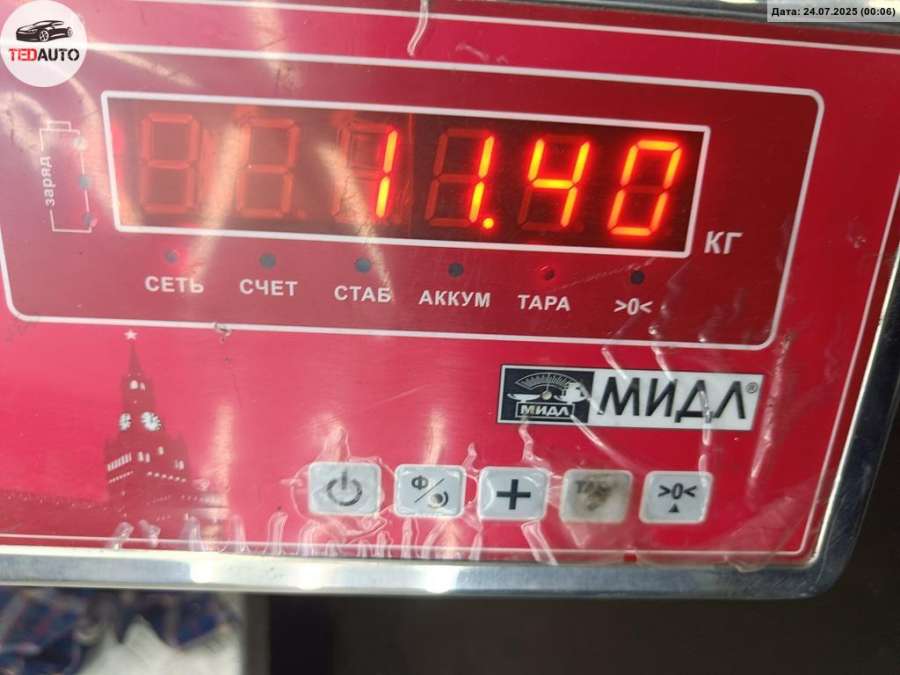 Дата: 24.07.2025 (00:06)
TEDAUTO
заряд
11.40
КГ
СЕТЬ СЧЕТ СТАБ АККУМ ТАРА >0<
МИДЛ МИДЛ®
Ф/ + >0<